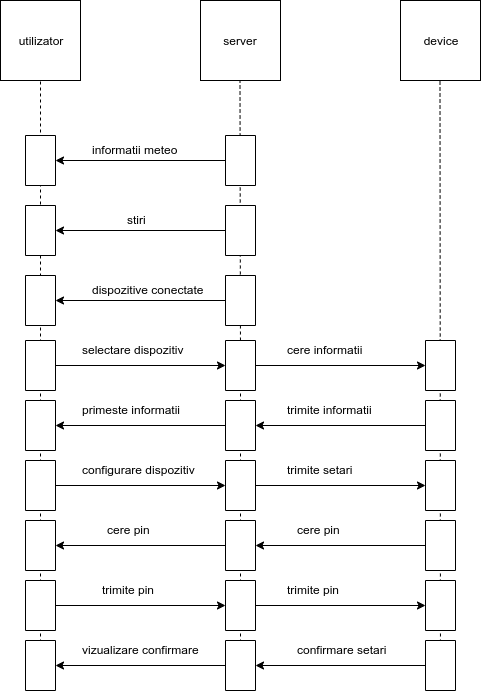 utilizator
server
device
informatii meteo
stiri
dispozitive conectate
selectare dispozitiv
cere informatii
primeste informatii
trimite informatii
configurare dispozitiv
trimite setari
cere pin
cere pin
trimite pin
trimite pin
vizualizare confirmare
confirmare setari